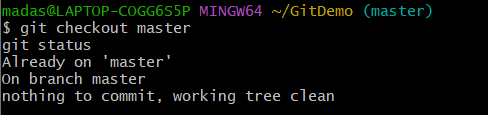 madas@LAPTOP-COGG6S5P MINGW64 ~/GitDemo (master)
$ git checkout master
git status
Already on 'master'
On branch master
nothing to commit, working tree clean